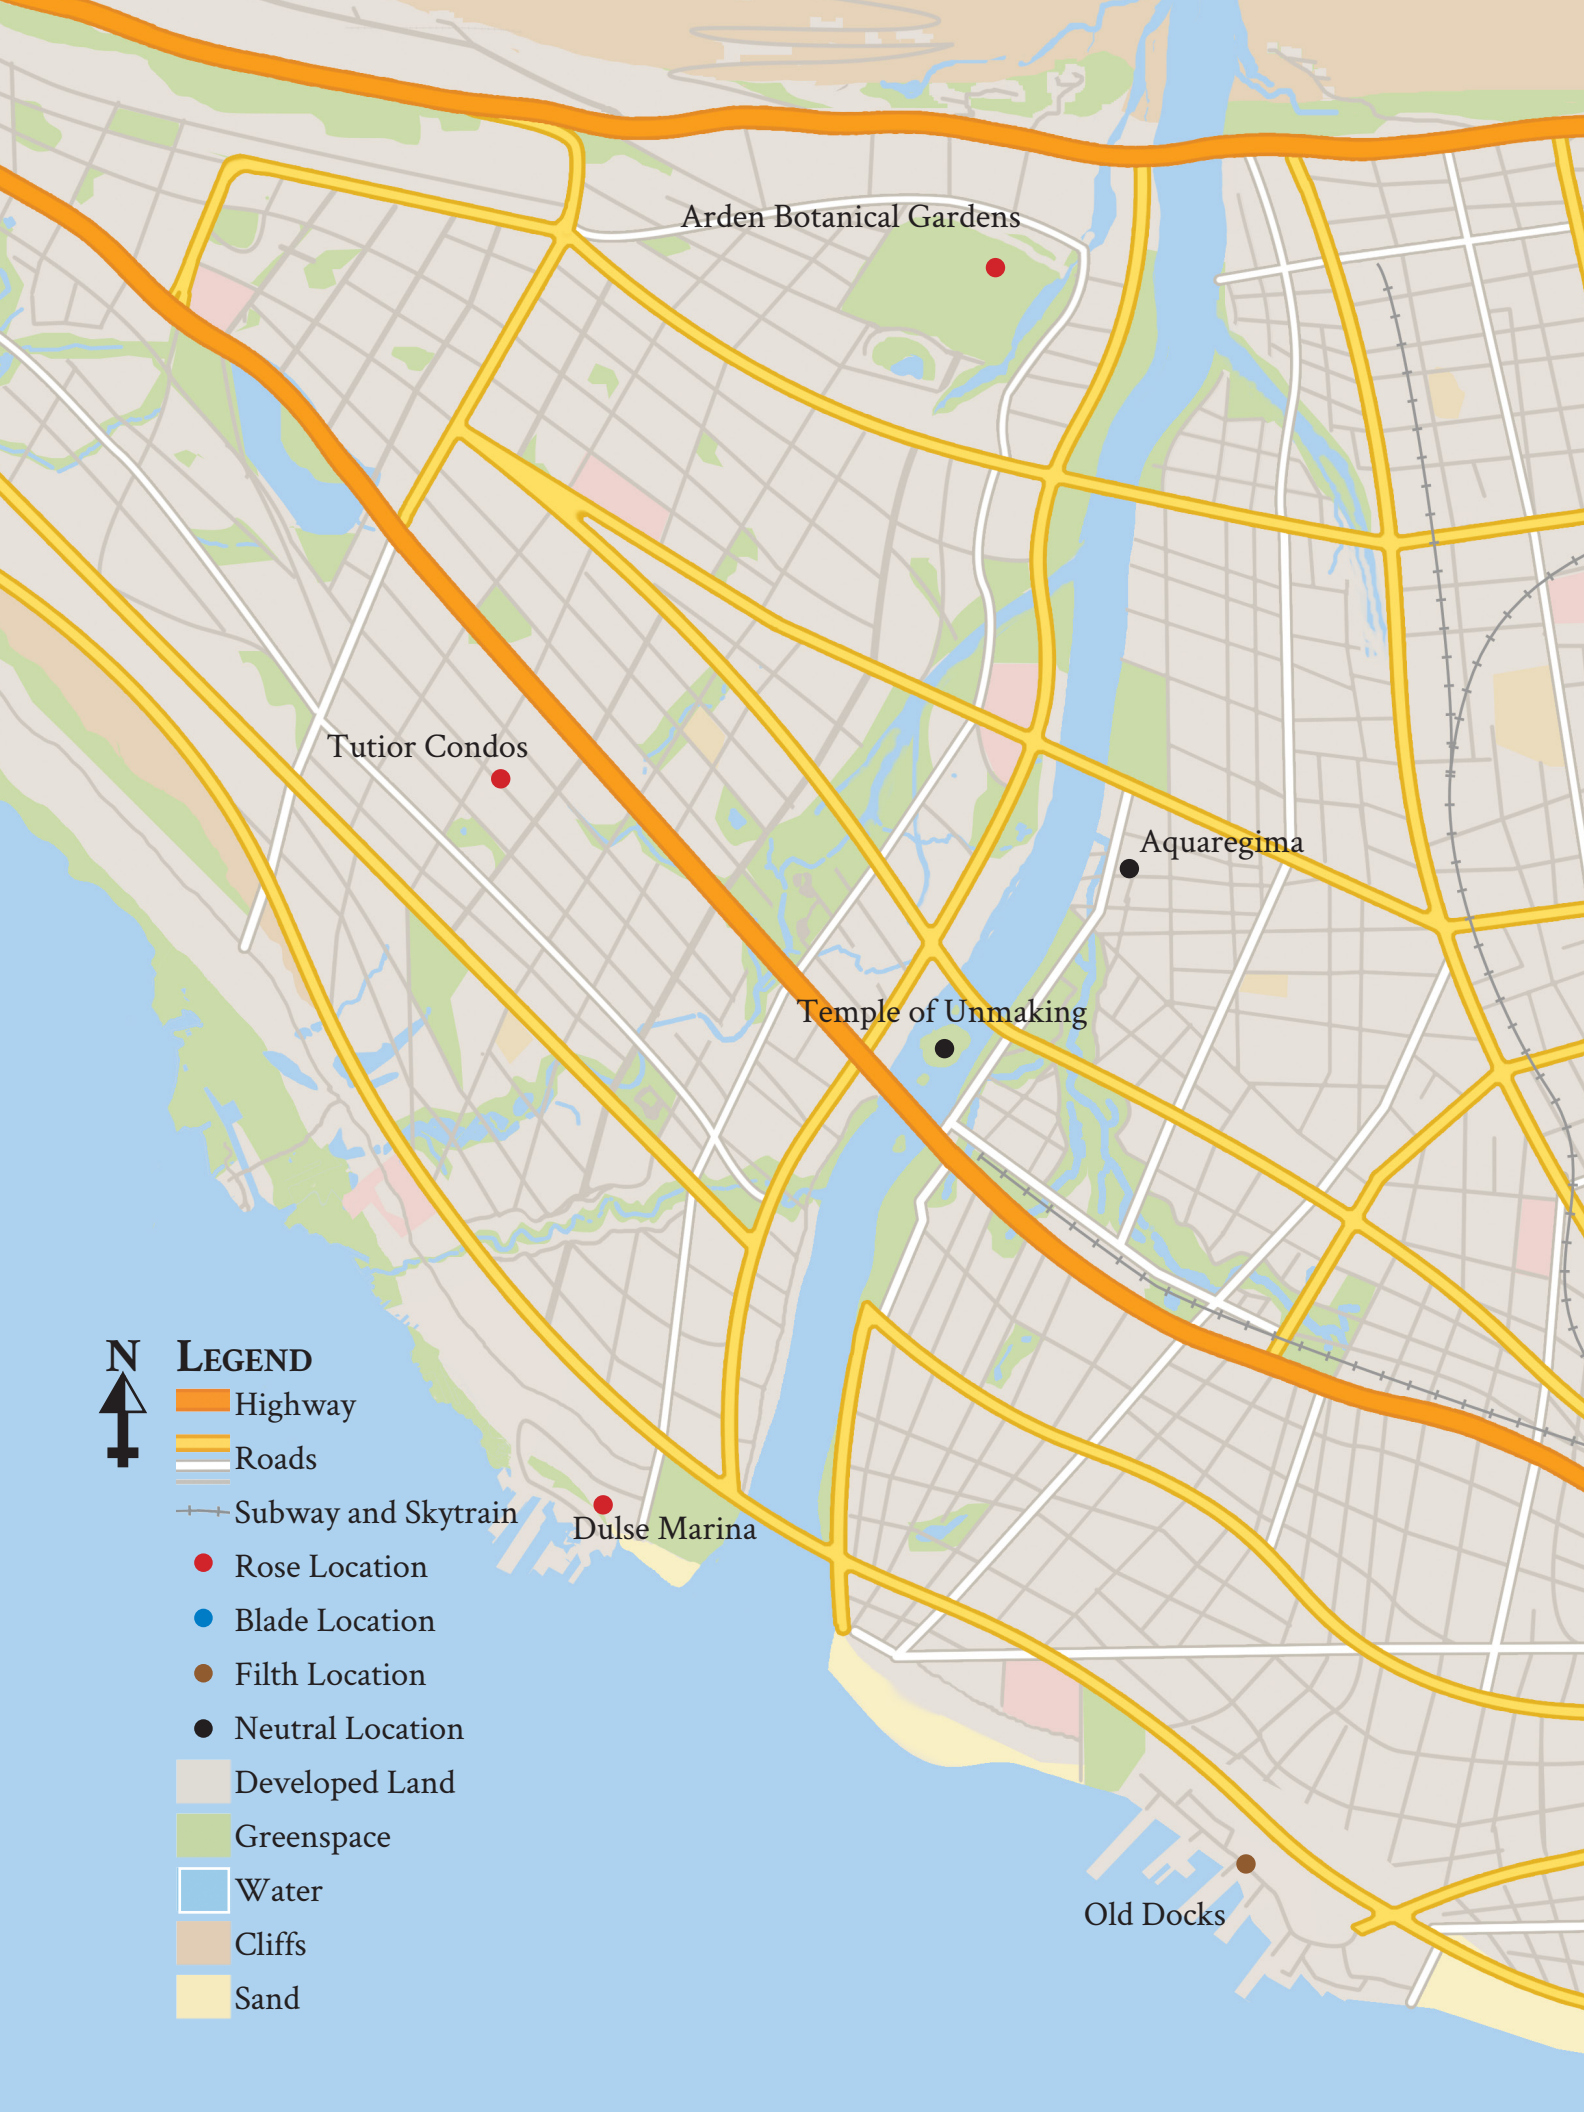 Arden Botanical Gardens
Tutior Condos
Aquaregima
Temple of Unmaking
N
LEGEND
Highway
Roads
Subway and Skytrain
Rose Location
Blade Location
Filth Location
Neutral Location
Developed Land
Greenspace
Water
Cliffs
Sand
Dulse Marina
Old Docks